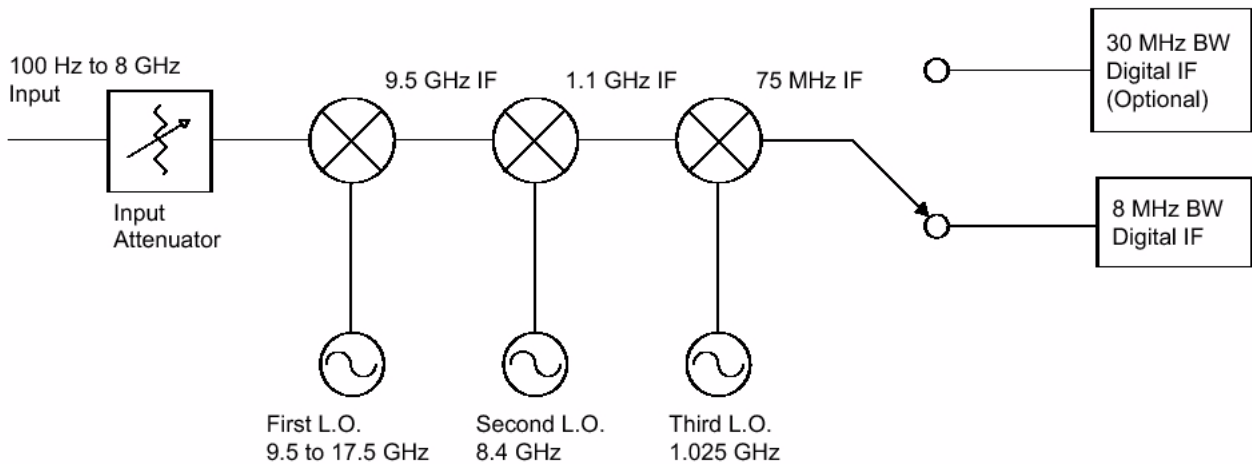 100 Hz to 8 GHz
Input
Input
Attenuator
9.5 GHz IF
1.1 GHz IF
75 MHz IF
30 MHz BW
Digital IF
(Optional)
8 MHz BW
Digital IF
First L.O.
9.5 to 17.5 GHz
Second L.O.
8.4 GHz
Third L.O.
1.025 GHz